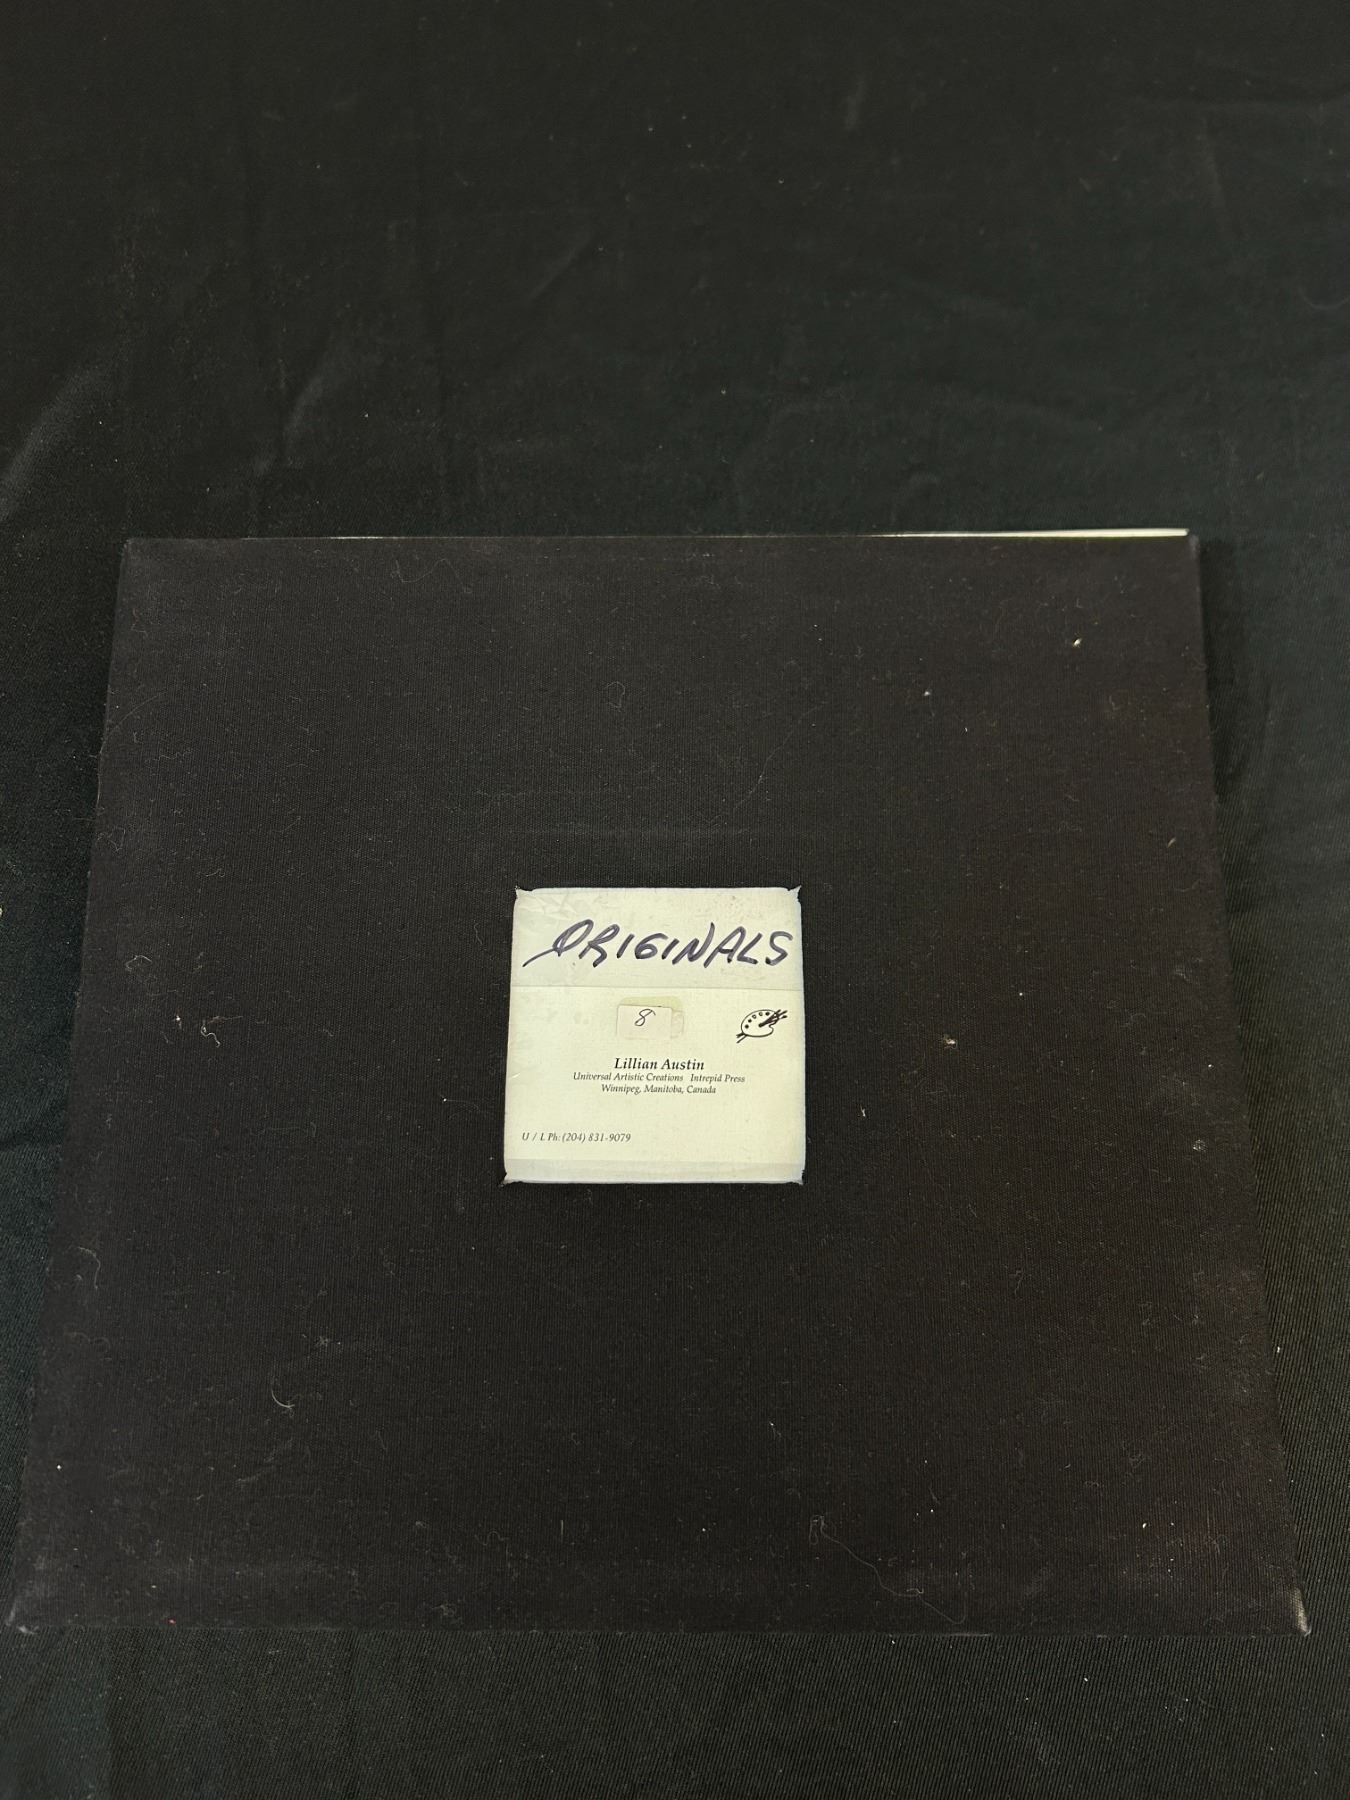 ORIGINALS
8
Lillian Austin
Universal Artistic Creations Intrepid Press
Winnipeg, Manitoba, Canada
U / L Ph: (204) 831-9079